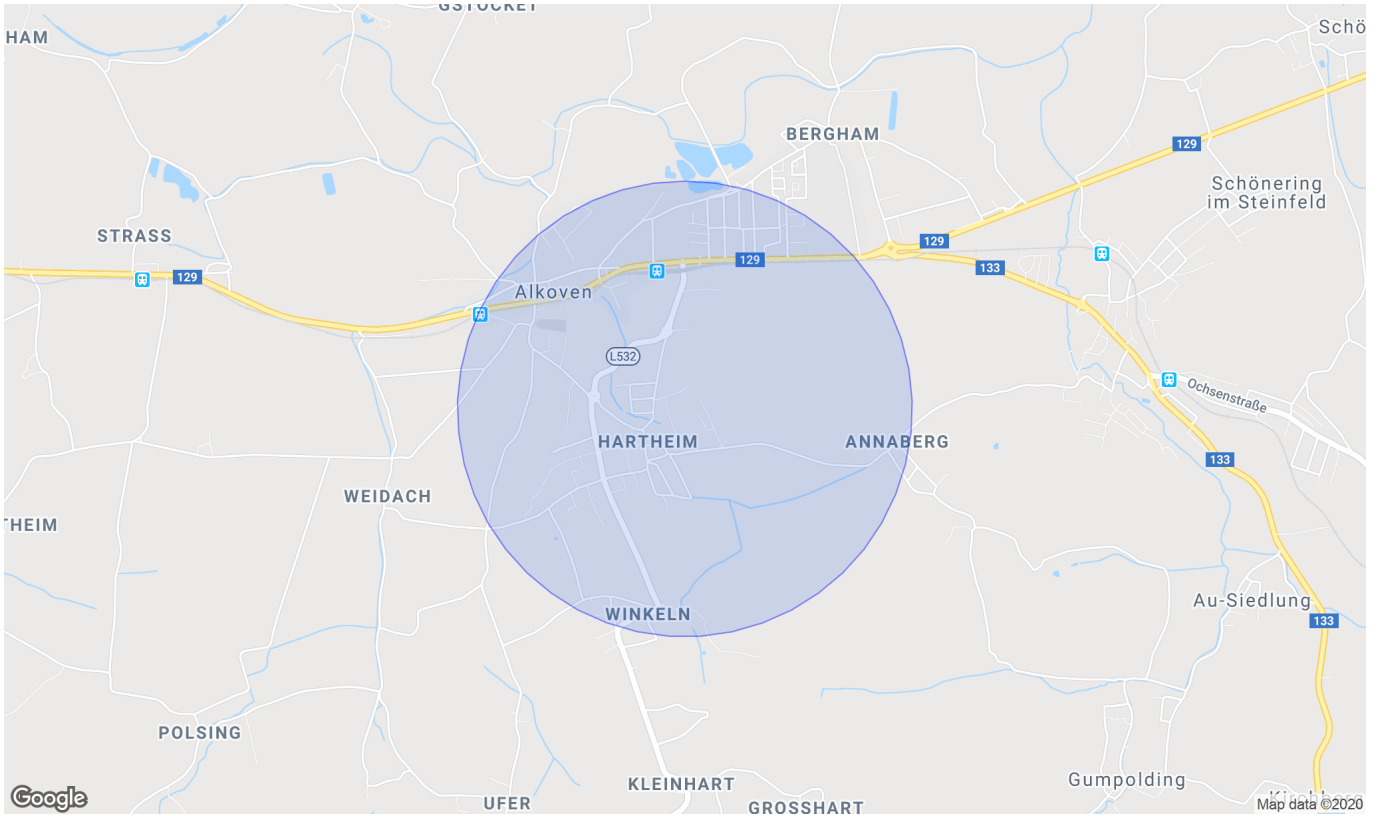 GSTOCKET
HAM
Schö
BERGHAM
129
Schönering
im Steinfeld
STRASS
129
129
129
133
Alkoven
L532
Ochsenstraße
HARTHEIM
ANNABERG
133
WEIDACH
THEIM
Au-Siedlung
WINKELN
133
POLSING
Gumpolding
KLEINHART
Google
UFER
GROSSHART
Kirchberg
Map data ©2020